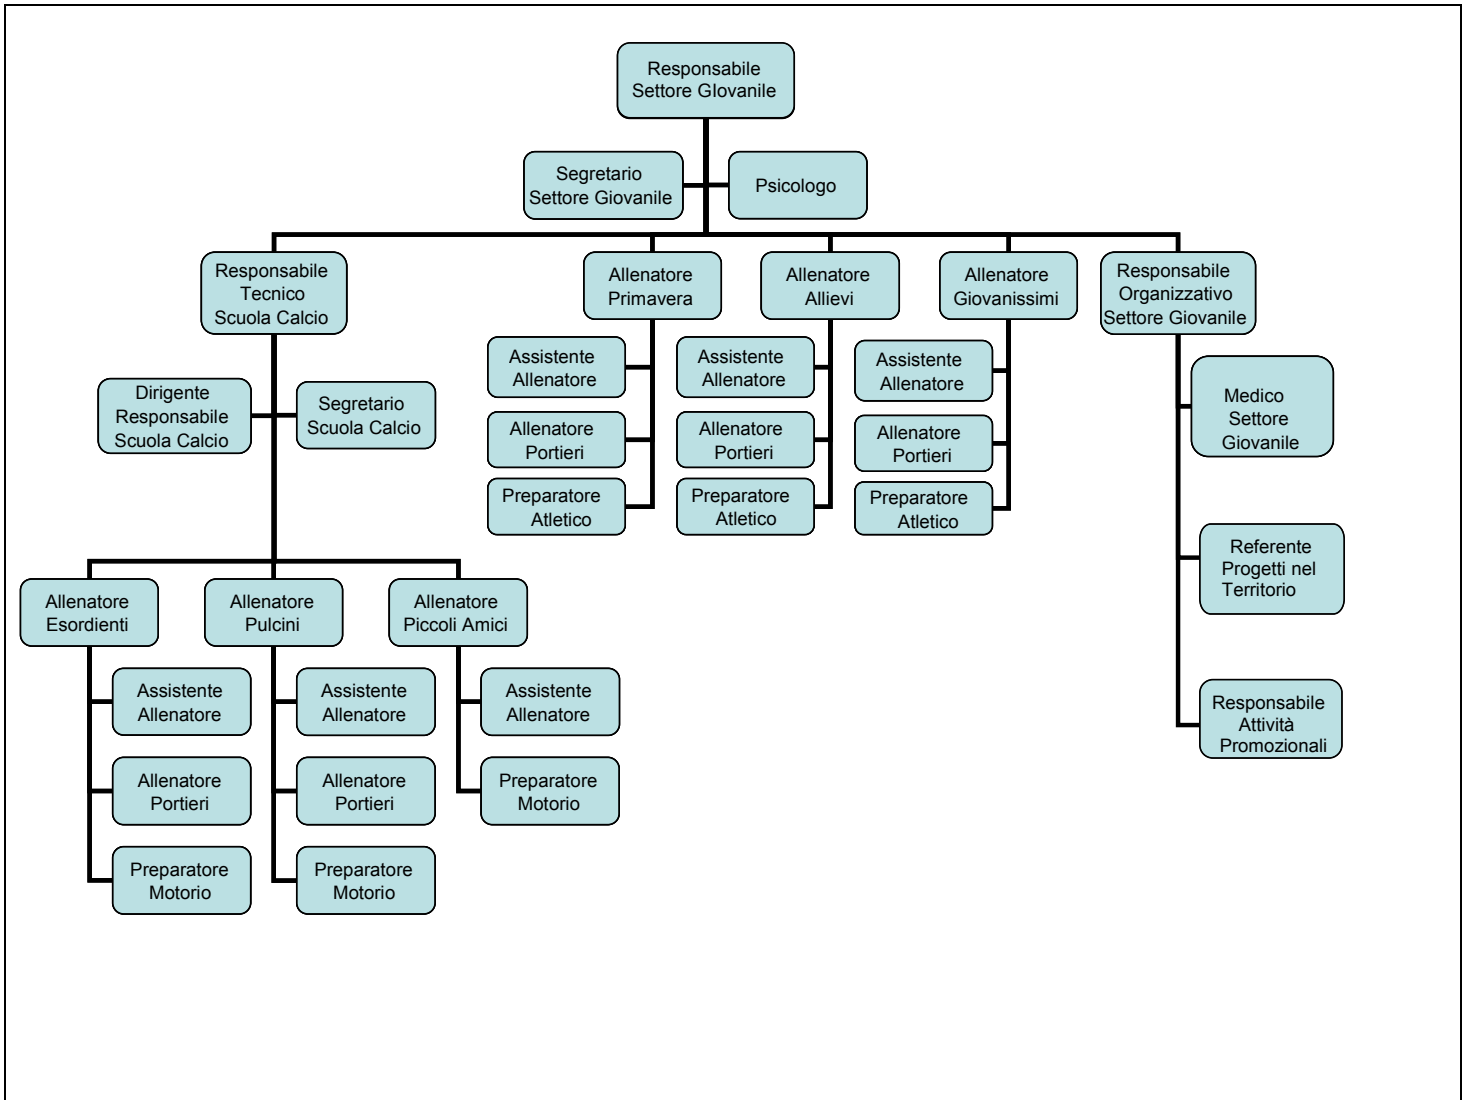 Responsabile
Settore GIovanile
Segretario
Settore Giovanile
Psicologo
Responsabile
Tecnico
Scuola Calcio
Allenatore
Primavera
Allenatore
Allievi
Allenatore
Giovanissimi
Responsabile
Organizzativo
Settore Giovanile
Assistente
Allenatore
Allenatore
Portieri
Preparatore
Atletico
Assistente
Allenatore
Allenatore
Portieri
Preparatore
Atletico
Assistente
Allenatore
Allenatore
Portieri
Preparatore
Atletico
Medico
Settore
Giovanile
Referente
Progetti nel
Territorio
Responsabile
Attività
Promozionali
Dirigente
Responsabile
Scuola Calcio
Segretario
Scuola Calcio
Allenatore
Esordienti
Allenatore
Pulcini
Allenatore
Piccoli Amici
Assistente
Allenatore
Allenatore
Portieri
Preparatore
Motorio
Assistente
Allenatore
Allenatore
Portieri
Preparatore
Motorio
Assistente
Allenatore
Preparatore
Motorio